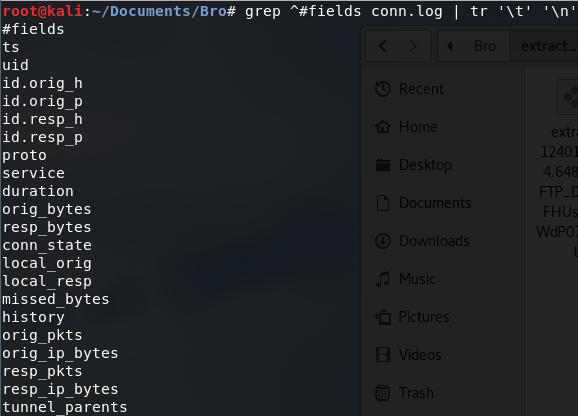 root@kali:~/Documents/Bro# grep ^#fields conn.log | tr '\t' '\n'
#fields
ts
uid
id.orig_h
id.orig_p
id.resp_h
id.resp_p
proto
service
duration
orig_bytes
resp_bytes
conn_state
local_orig
local_resp
missed_bytes
history
orig_pkts
orig_ip_bytes
resp_pkts
resp_ip_bytes
tunnel_parents
Bro
extract_
Recent
Home
Desktop
Documents
Downloads
Music
Pictures
Videos
Trash
extra
12401
4.648
FTP_D
FHUs
WdP07